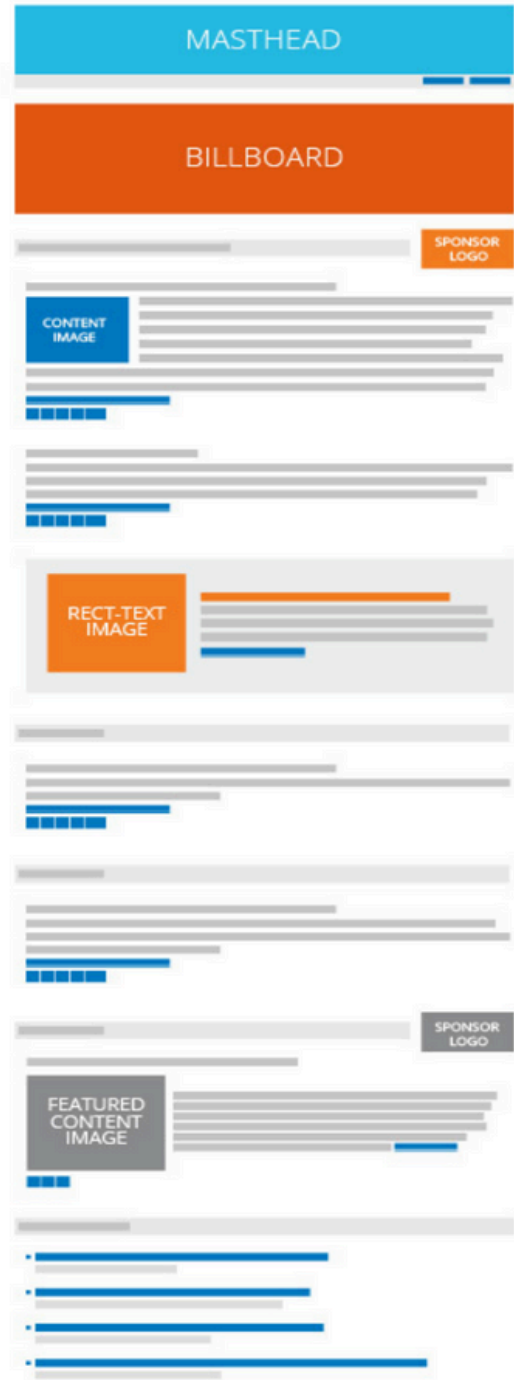 MASTHEAD
BILLBOARD
SPONSOR
LOGO
CONTENT
IMAGE
RECT-TEXT
IMAGE
SPONSOR
LOGO
FEATURED
CONTENT
IMAGE